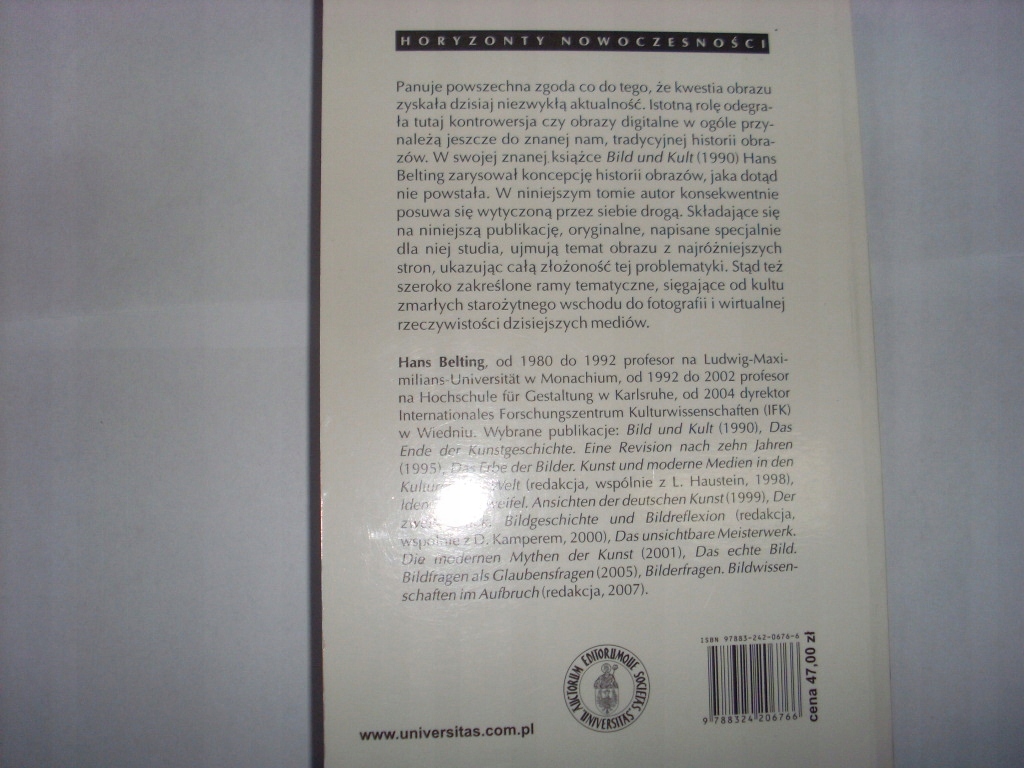 HORYZONTY NOWOCZESNOŚCI
Panuje powszechna zgoda co do tego, że kwestia obrazu
zyskała dzisiaj niezwykłą aktualność. Istotną rolę odegra-
ła tutaj kontrowersja czy obrazy digitalne w ogóle przy-
należą jeszcze do znanej nam, tradycyjnej historii obra-
zów. W swojej znanej książce Bild und Kult (1990) Hans
Belting zarysował koncepcję historii obrazów, jaka dotąd
nie powstała. W niniejszym tomie autor konsekwentnie
posuwa się wytyczoną przez siebie drogą. Składające się
na niniejszą publikację, oryginalne, napisane specjalnie
dla niej studia, ujmują temat obrazu z najróżniejszych
stron, ukazując całą złożoność tej problematyki. Stąd też
szeroko zakreślone ramy tematyczne, sięgające od kultu
zmarłych starożytnego wschodu do fotografii i wirtualnej
rzeczywistości dzisiejszych mediów.
Hans Belting, od 1980 do 1992 profesor na Ludwig-Maxi-
milians-Universität w Monachium, od 1992 do 2002 profesor
na Hochschule für Gestaltung w Karlsruhe, od 2004 dyrektor
Internationales Forschungszentrum Kulturwissenschaften (IFK)
w Wiedniu. Wybrane publikacje: Bild und Kult (1990), Das
Ende der Kunstgeschichte. Eine Revision nach zehn Jahren
(1995), Das Erbe der Bilder. Kunst und moderne Medien in den
Welt (redakcja, wspólnie z L. Haustein, 1998),
Ansichten der deutschen Kunst (1999), Der
Bildgeschichte und Bildreflexion (redakcja,
wspólnie z D. Kamperem, 2000), Das unsichtbare Meisterwerk.
Die modernen Mythen der Kunst (2001), Das echte Bild.
Bildfragen als Glaubensfragen (2005), Bilderfragen. Bildwissen-
schaften im Aufbruch (redakcja, 2007).
ISBN 97883-242-0676-6
9 788324 206766
cena 47,00 zł
AUCTORUM EDITORUMQUE SOCIETAS UNIVERSITAS
www.universitas.com.pl